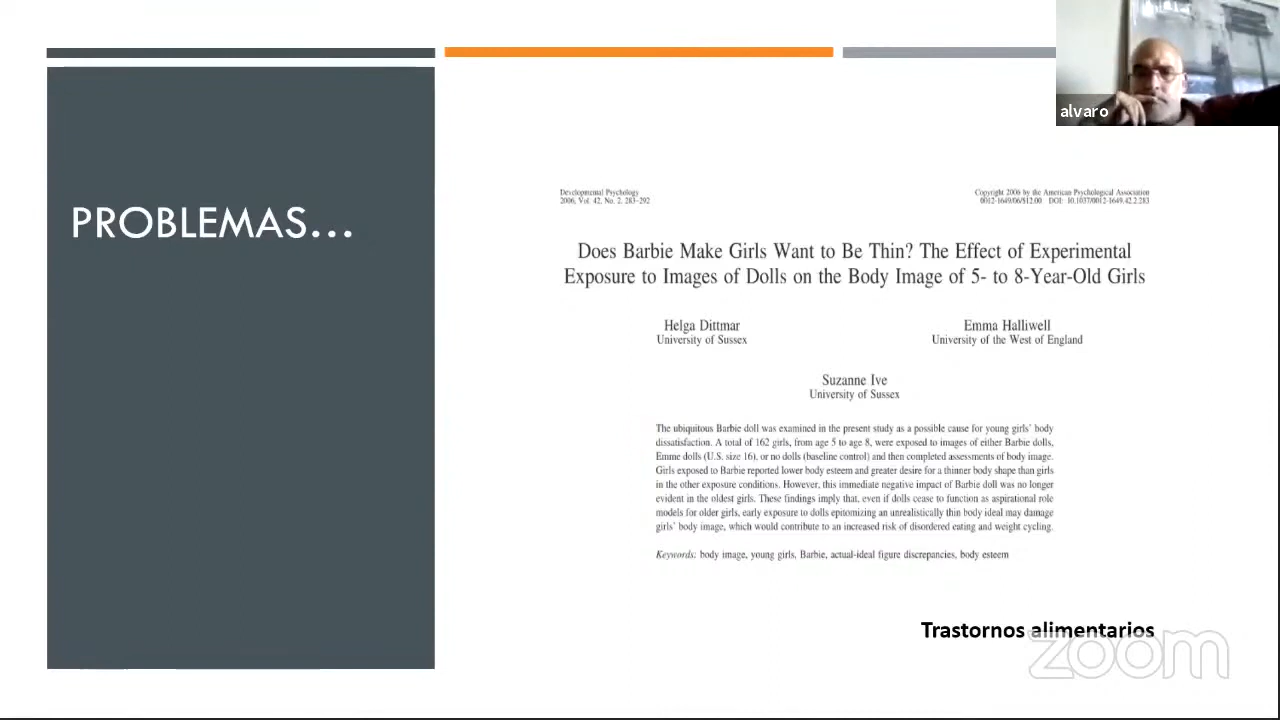 alvaro
PROBLEMAS...
Developmental Psychology
2006, Vol. 42, No. 2, 283–292
Copyright 2006 by the American Psychological Association
0012-1649/06/$12.00 DOI: 10.1037/0012-1649.42.2.283
Does Barbie Make Girls Want to Be Thin? The Effect of Experimental
Exposure to Images of Dolls on the Body Image of 5- to 8-Year-Old Girls
Helga Dittmar
University of Sussex
Emma Halliwell
University of the West of England
Suzanne Ive
University of Sussex
The ubiquitous Barbie doll was examined in the present study as a possible cause for young girls’ body
dissatisfaction. A total of 162 girls, from age 5 to age 8, were exposed to images of either Barbie dolls,
Emme dolls (U.S. size 16), or no dolls (baseline control) and then completed assessments of body image.
Girls exposed to Barbie reported lower body esteem and greater desire for a thinner body shape than girls
in the other exposure conditions. However, this immediate negative impact of Barbie doll was no longer
evident in the oldest girls. These findings imply that, even if dolls cease to function as aspirational role
models for older girls, early exposure to dolls epitomizing an unrealistically thin body ideal may damage
girls’ body image, which would contribute to an increased risk of disordered eating and weight cycling.
Keywords: body image, young girls, Barbie, actual-ideal figure discrepancies, body esteem
Trastornos alimentarios
zoom